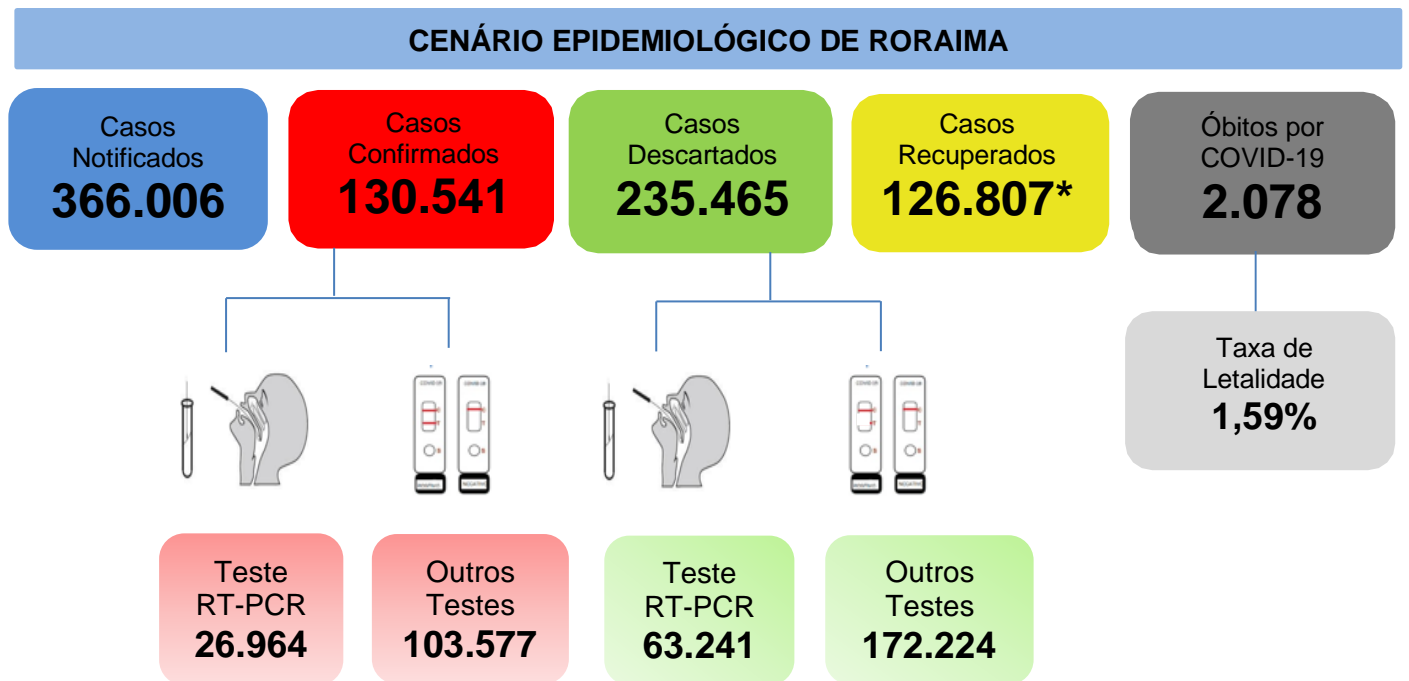 CENÁRIO EPIDEMIOLÓGICO DE RORAIMA
Casos
Notificados
366.006
Casos
Confirmados
130.541
Casos
Descartados
235.465
Casos
Recuperados
126.807*
Óbitos por
COVID-19
2.078
Taxa de
Letalidade
1,59%
Teste
RT-PCR
26.964
Outros
Testes
103.577
Teste
RT-PCR
63.241
Outros
Testes
172.224